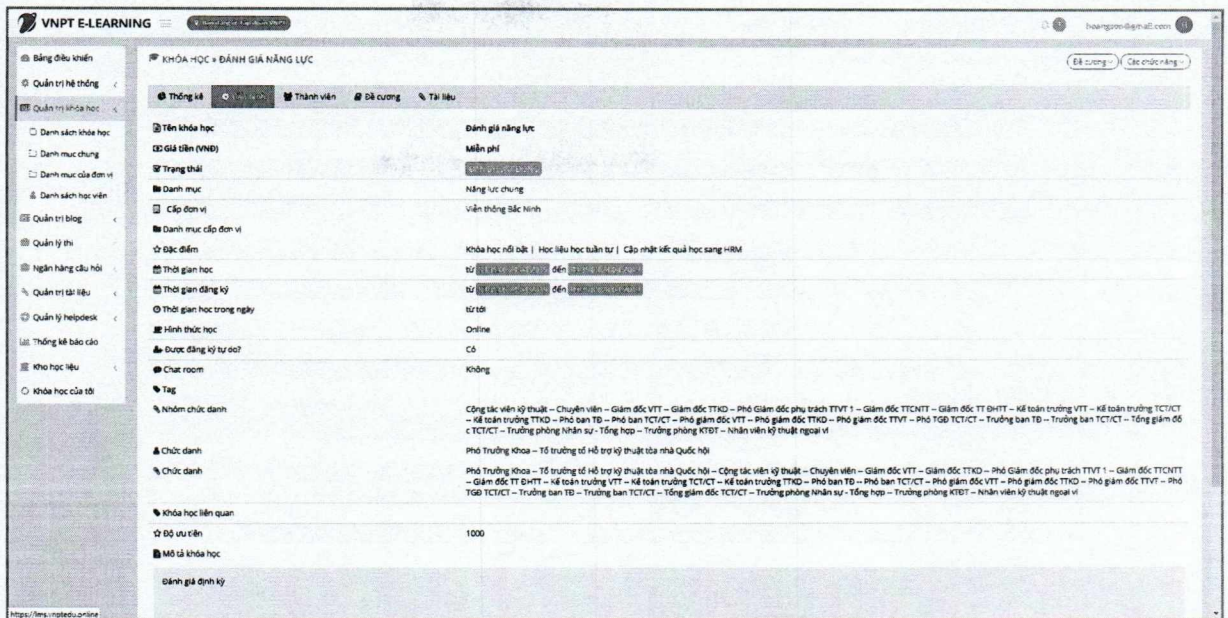 VNPT E-LEARNING
Bảng điều khiển
Quản trị hệ thống
Quản trị khóa học
Danh sách khóa học
Danh mục chung
Danh mục của đơn vị
Danh sách học viên
Quản trị blog
Quản lý thi
Ngân hàng câu hỏi
Quản trị tài liệu
Quản lý helpdesk
Thống kê báo cáo
Kho học liệu
Khóa học của tôi
KHÓA HỌC » ĐÁNH GIÁ NĂNG LỰC
Đề cương
Các chức năng
Thống kê
Thành viên Đề cương Tài liệu
Tên khóa học Đánh giá năng lực
Giá tiền (VNĐ) Miễn phí
Trạng thái
Danh mục Năng lực chung
Cấp đơn vị Viễn thông Bắc Ninh
Danh mục cấp đơn vị
Đặc điểm Khóa học nổi bật | Học liệu học tuần tự | Cập nhật kết quả học sang HRM
Thời gian học từ đến
Thời gian đăng ký từ đến
Thời gian học trong ngày từ tới
Hình thức học Online
Được đăng ký tự do? Có
Chat room Không
Tag
Nhóm chức danh Cộng tác viên kỹ thuật -- Chuyên viên -- Giám đốc VTT -- Giám đốc TTKD -- Phó Giám đốc phụ trách TTVT 1 -- Giám đốc TTCNTT -- Giám đốc TT ĐHTT -- Kế toán trưởng VTT -- Kế toán trưởng TCT/CT
-- Kế toán trưởng TTKD -- Phó ban TĐ -- Phó ban TCT/CT -- Phó giám đốc VTT -- Phó giám đốc TTKD -- Phó giám đốc TTVT -- Phó TGĐ TCT/CT -- Trưởng ban TĐ -- Trưởng ban TCT/CT -- Tổng giám đố
c TCT/CT -- Trưởng phòng Nhân sự - Tổng hợp -- Trưởng phòng KTĐT -- Nhân viên kỹ thuật ngoại vi
Chức danh Phó Trưởng Khoa -- Tổ trưởng tổ Hỗ trợ kỹ thuật tòa nhà Quốc hội
Chức danh Phó Trưởng Khoa -- Tổ trưởng tổ Hỗ trợ kỹ thuật tòa nhà Quốc hội -- Cộng tác viên kỹ thuật -- Chuyên viên -- Giám đốc VTT -- Giám đốc TTKD -- Phó Giám đốc phụ trách TTVT 1 -- Giám đốc TTCNTT
-- Giám đốc TT ĐHTT -- Kế toán trưởng VTT -- Kế toán trưởng TCT/CT -- Kế toán trưởng TTKD -- Phó ban TĐ -- Phó ban TCT/CT -- Phó giám đốc VTT -- Phó giám đốc TTKD -- Phó giám đốc TTVT -- Phó
TGĐ TCT/CT -- Trưởng ban TĐ -- Trưởng ban TCT/CT -- Tổng giám đốc TCT/CT -- Trưởng phòng Nhân sự - Tổng hợp -- Trưởng phòng KTĐT -- Nhân viên kỹ thuật ngoại vi
Khóa học liên quan
Độ ưu tiên 1000
Mô tả khóa học
Đánh giá định kỳ
https://lms.vnptedu.online